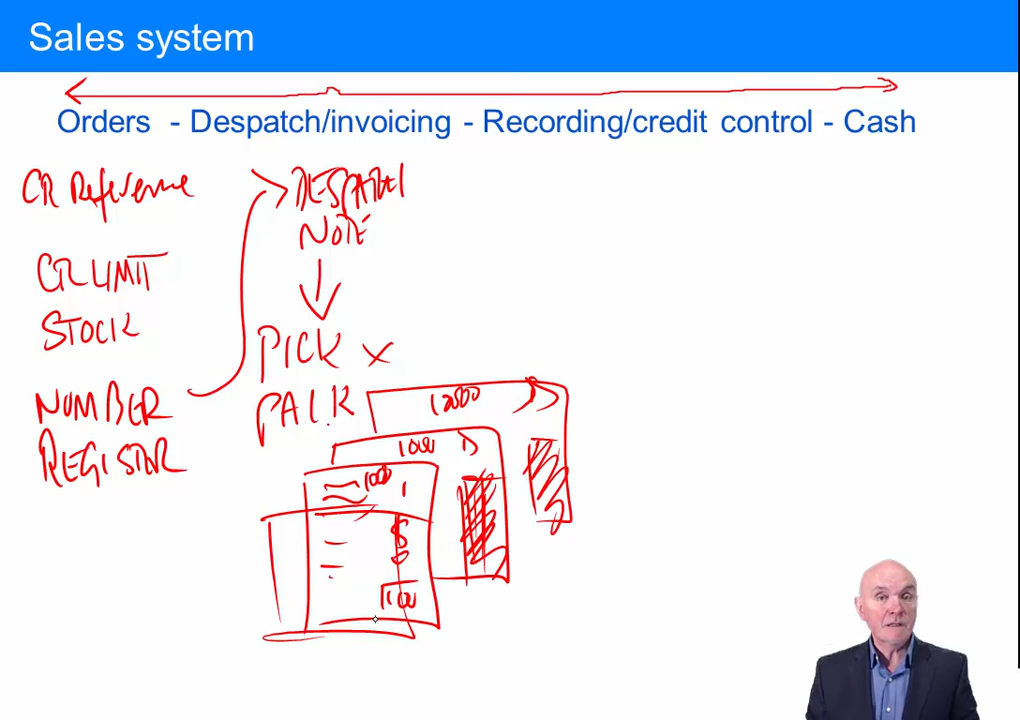 Sales system
Orders - Despatch/invoicing - Recording/credit control - Cash
CR Reference
CR LIMIT
STOCK
NUMBER
REGISTER
DESPATCH
NOTE
PICK x
PACK
1000
1000
100